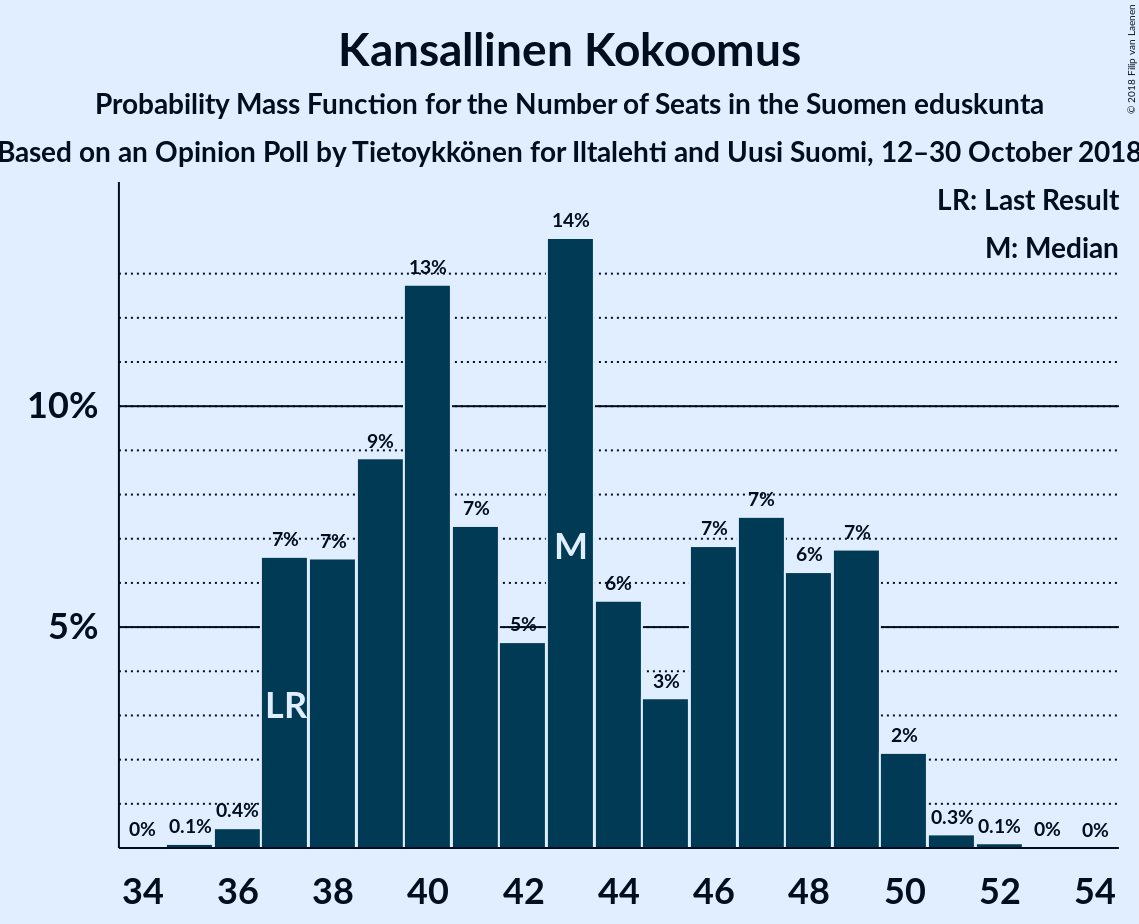 Kansallinen Kokoomus
Probability Mass Function for the Number of Seats in the Suomen eduskunta
Based on an Opinion Poll by Tietoykkönen for Iltalehti and Uusi Suomi, 12–30 October 2018
© 2018 Filip van Laenen
LR: Last Result
M: Median
10%
5%
0% 0.1% 0.4% 7% 7% 9% 13% 7% 5% 14% 6% 3% 7% 7% 6% 7% 2% 0.3% 0.1% 0% 0%
LR
M
34 36 38 40 42 44 46 48 50 52 54